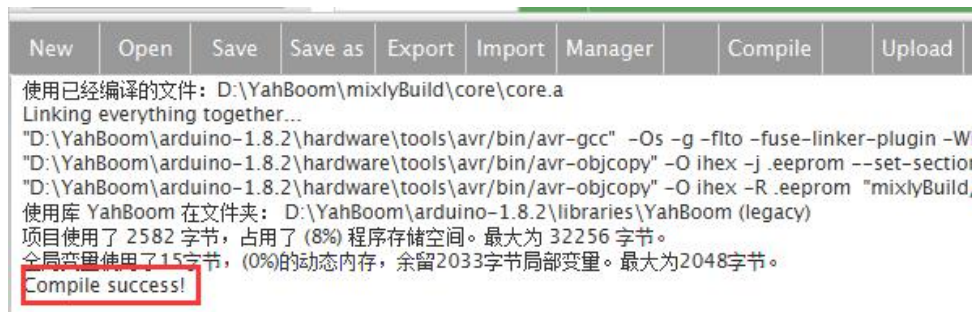 New Open Save Save as Export Import Manager Compile Upload
使用已经编译的文件：D:\YahBoom\mixlyBuild\core\core.a
Linking everything together...
"D:\YahBoom\arduino-1.8.2\hardware\tools\avr/bin/avr-gcc" -Os -g -flto -fuse-linker-plugin -W
"D:\YahBoom\arduino-1.8.2\hardware\tools\avr/bin/avr-objcopy" -O ihex -j .eeprom --set-section
"D:\YahBoom\arduino-1.8.2\hardware\tools\avr/bin/avr-objcopy" -O ihex -R .eeprom "mixlyBuild/
使用库 YahBoom 在文件夹： D:\YahBoom\arduino-1.8.2\libraries\YahBoom (legacy)
项目使用了 2582 字节，占用了 (8%) 程序存储空间。最大为 32256 字节。
全局变量使用了15字节，(0%)的动态内存，余留2033字节局部变量。最大为2048字节。
Compile success!